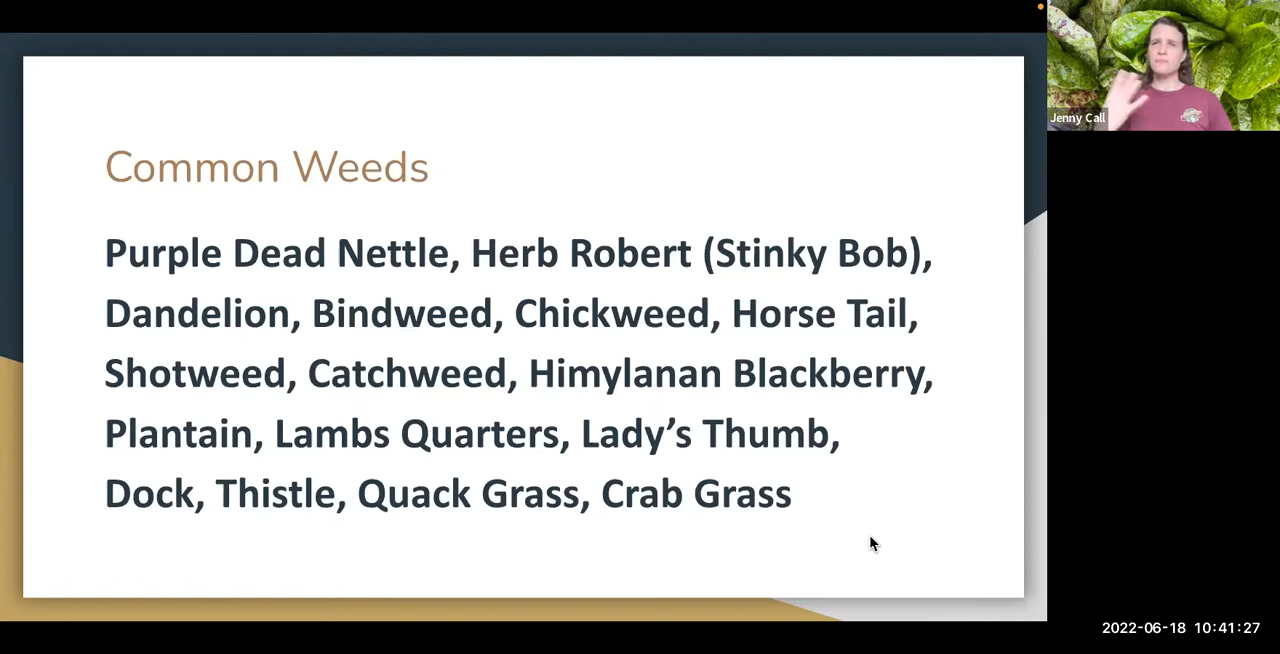 Common Weeds
Purple Dead Nettle, Herb Robert (Stinky Bob),
Dandelion, Bindweed, Chickweed, Horse Tail,
Shotweed, Catchweed, Himylanan Blackberry,
Plantain, Lambs Quarters, Lady’s Thumb,
Dock, Thistle, Quack Grass, Crab Grass
Jenny Call
2022-06-18 10:41:27